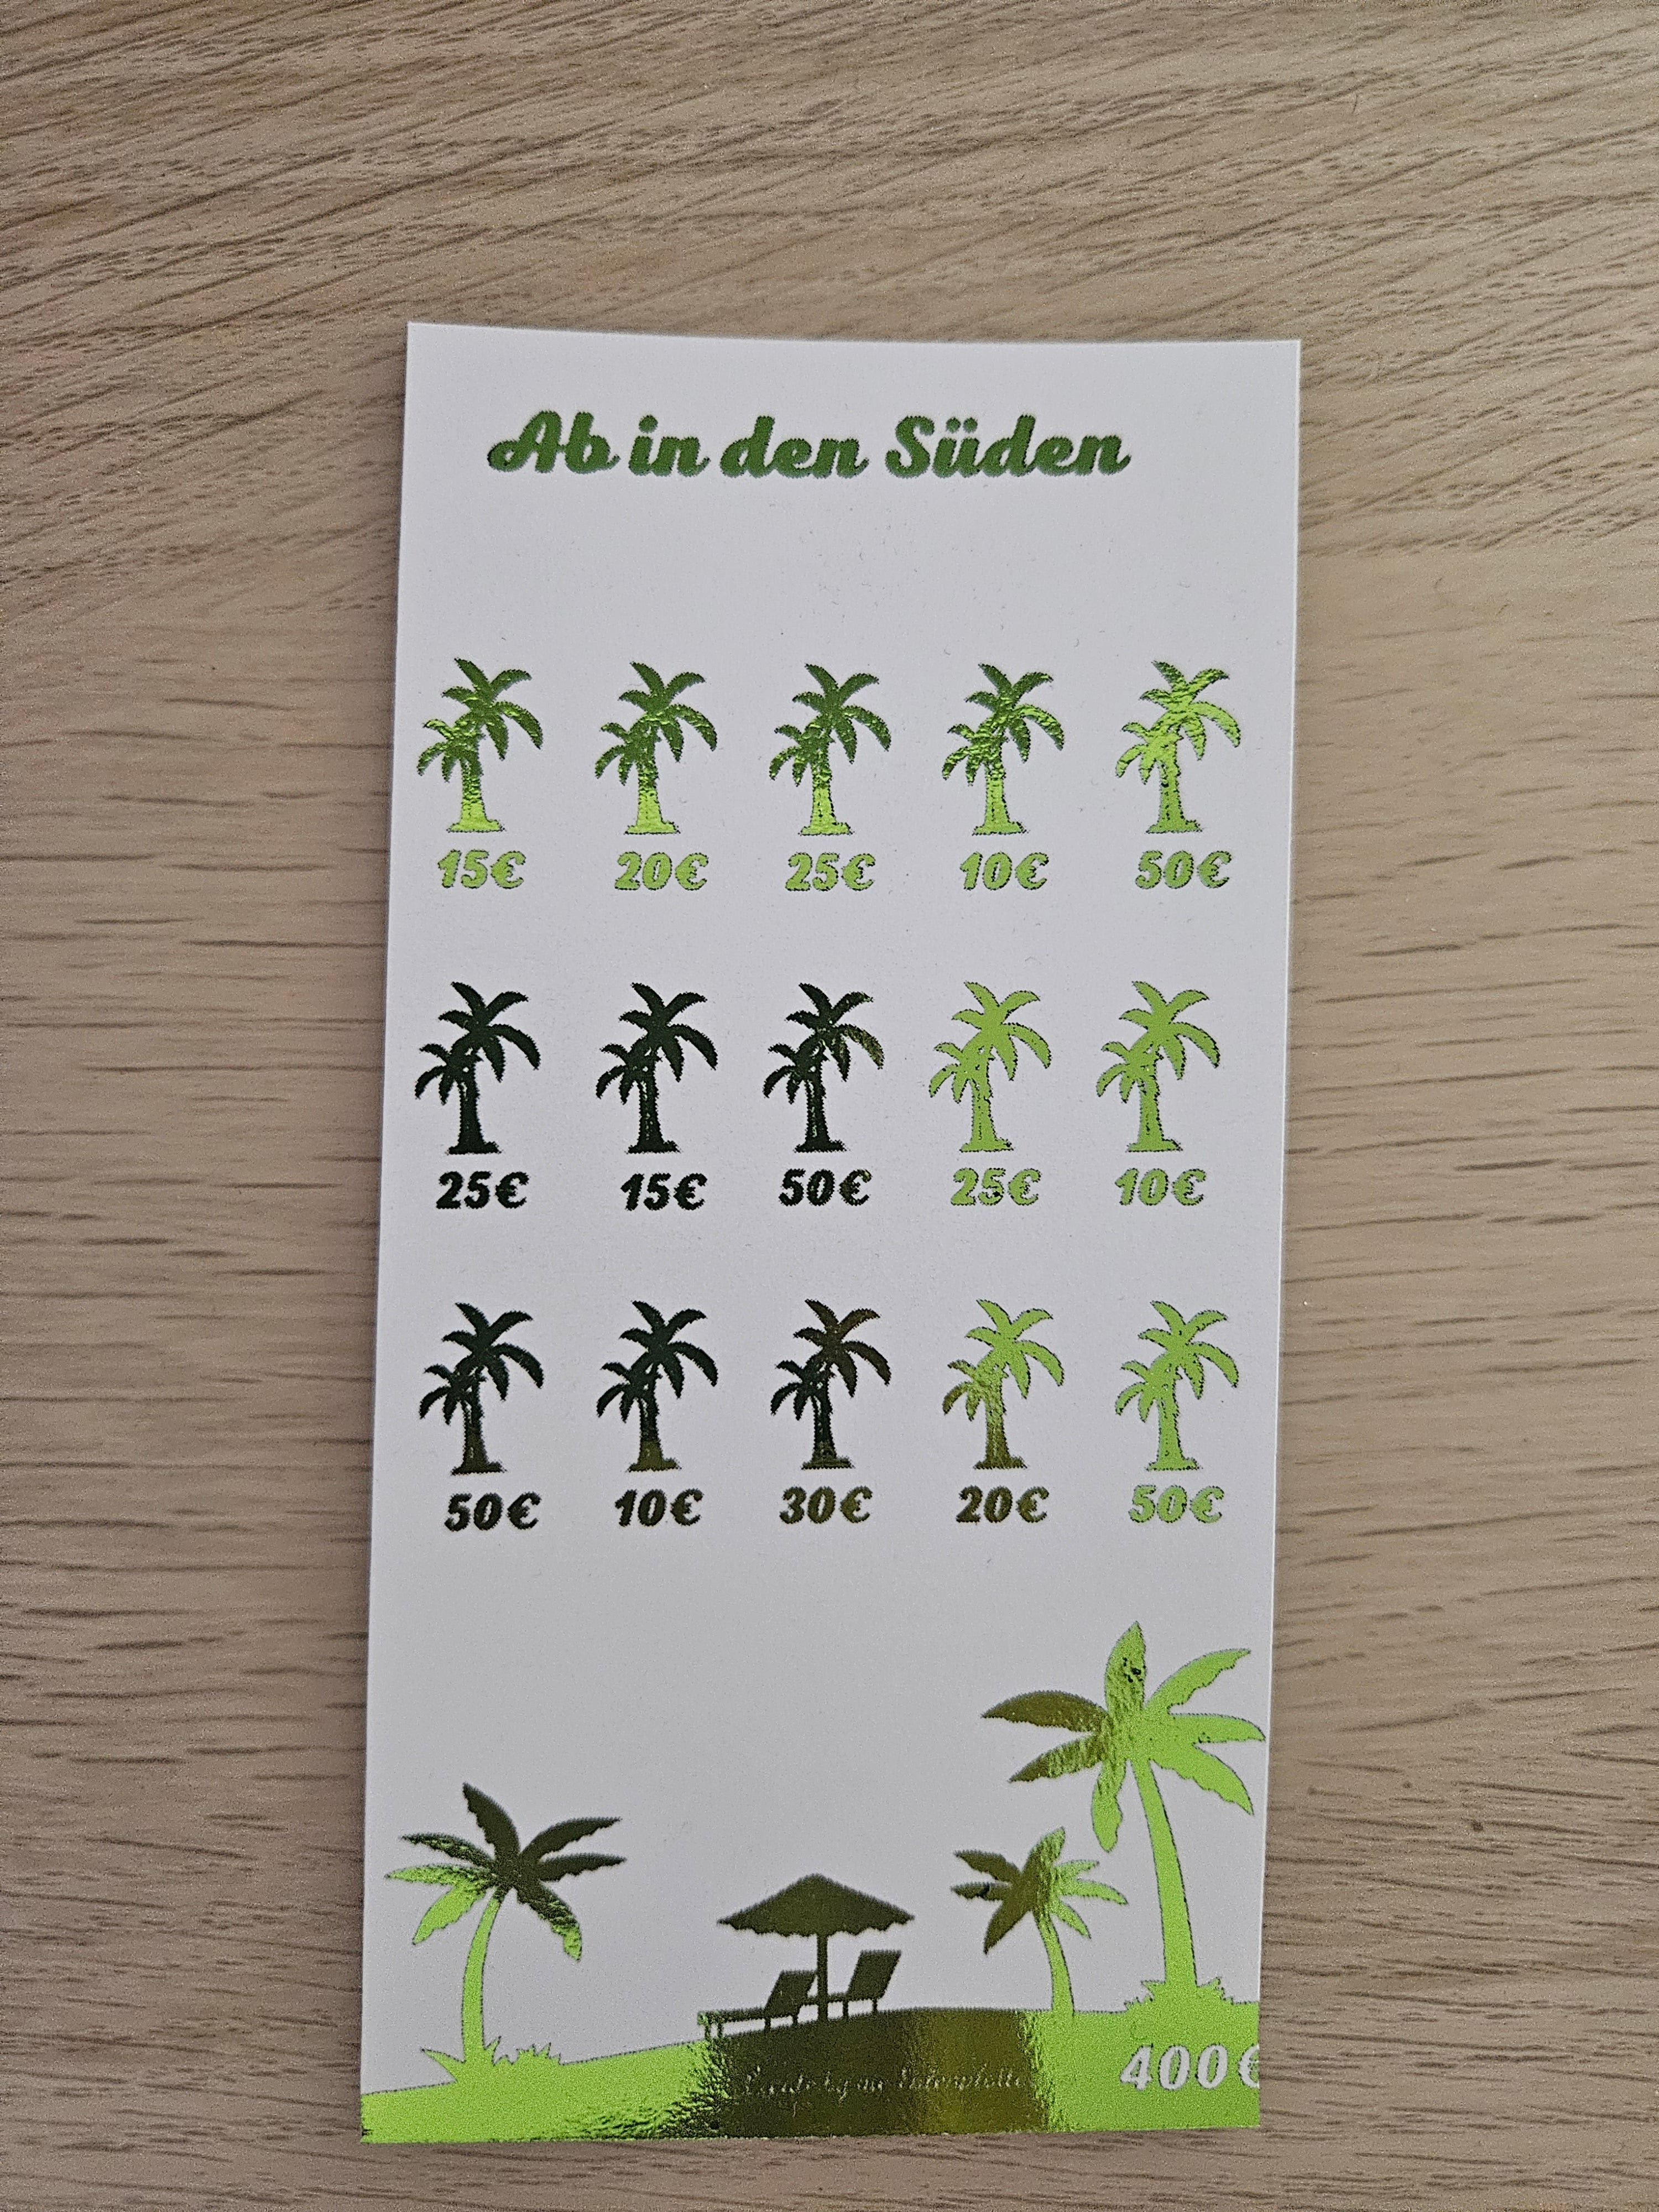 Ab in den Süden
15€ 20€ 25€ 10€ 50€
25€ 15€ 50€ 25€ 10€
50€ 10€ 30€ 20€ 50€
400€